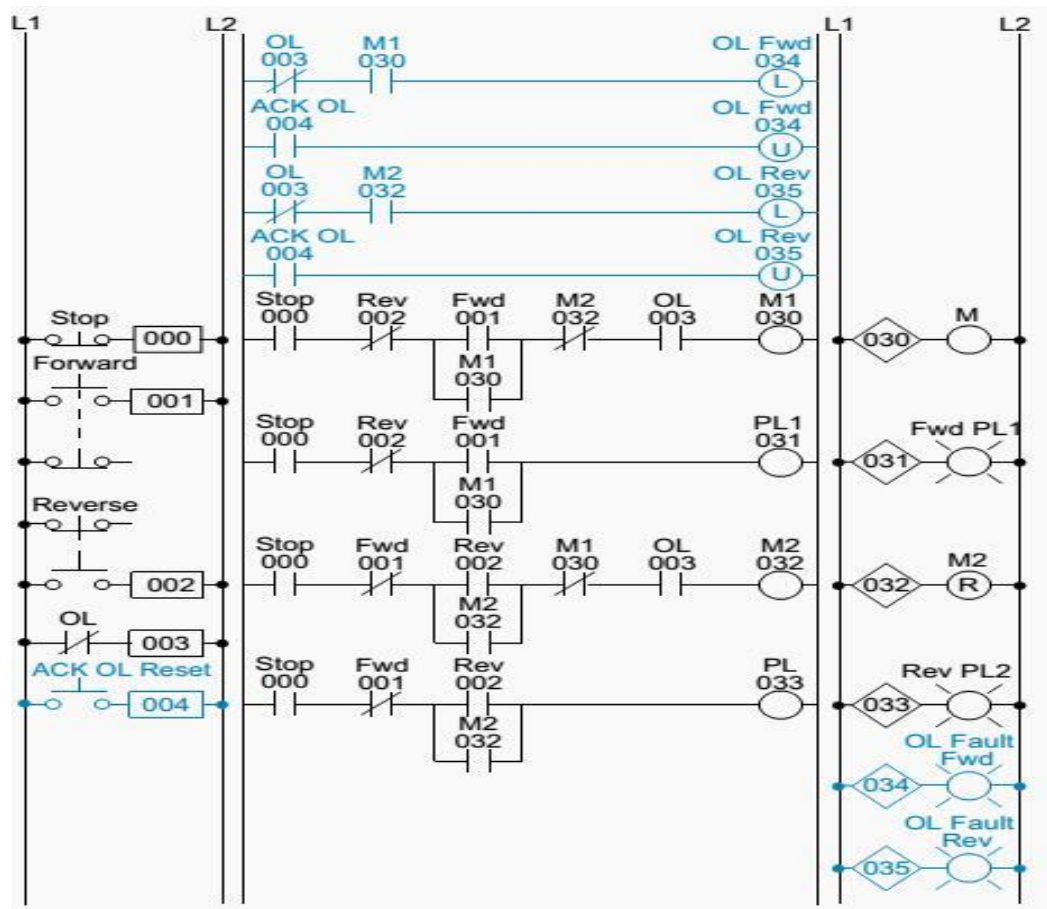 L1 L2 L1 L2
OL M1 OL Fwd
003 030 034
L
ACK OL OL Fwd
004 034
U
OL M2 OL Rev
003 032 035
L
ACK OL OL Rev
004 035
U
Stop Stop Rev Fwd M2 OL M1 M
000 000 002 001 032 003 030 030
Forward M1
001 030
Stop Rev Fwd PL1 Fwd PL1
000 002 001 031 031
M1
030
Reverse
Stop Fwd Rev M1 OL M2 M2
002 000 001 002 030 003 032 032 R
OL M2
003 032
ACK OL Reset Stop Fwd Rev PL Rev PL2
004 000 001 002 033 033
M2 OL Fault
032 Fwd
034
OL Fault
Rev
035